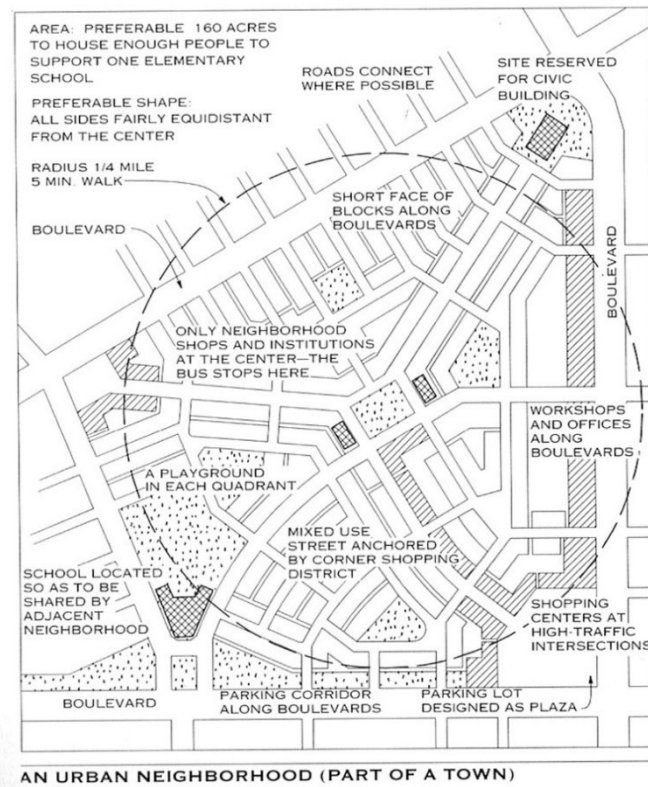 AREA: PREFERABLE 160 ACRES
TO HOUSE ENOUGH PEOPLE TO
SUPPORT ONE ELEMENTARY
SCHOOL
PREFERABLE SHAPE:
ALL SIDES FAIRLY EQUIDISTANT
FROM THE CENTER
RADIUS 1/4 MILE
5 MIN. WALK
BOULEVARD
ROADS CONNECT
WHERE POSSIBLE
SITE RESERVED
FOR CIVIC
BUILDING
SHORT FACE OF
BLOCKS ALONG
BOULEVARDS
BOULEVARD
ONLY NEIGHBORHOOD
SHOPS AND INSTITUTIONS
AT THE CENTER—THE
BUS STOPS HERE
WORKSHOPS
AND OFFICES
ALONG
BOULEVARDS
A PLAYGROUND
IN EACH QUADRANT
MIXED USE
STREET ANCHORED
BY CORNER SHOPPING
DISTRICT
SCHOOL LOCATED
SO AS TO BE
SHARED BY
ADJACENT
NEIGHBORHOOD
SHOPPING
CENTERS AT
HIGH-TRAFFIC
INTERSECTIONS
BOULEVARD
PARKING CORRIDOR
ALONG BOULEVARDS
PARKING LOT
DESIGNED AS PLAZA
AN URBAN NEIGHBORHOOD (PART OF A TOWN)